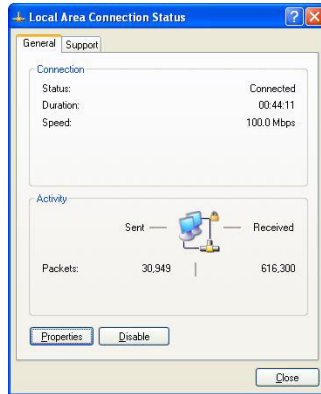 Local Area Connection Status
General Support
Connection
Status: Connected
Duration: 00:44:11
Speed: 100.0 Mbps
Activity
Sent Received
Packets: 30,949 616,300
Properties Disable
Close